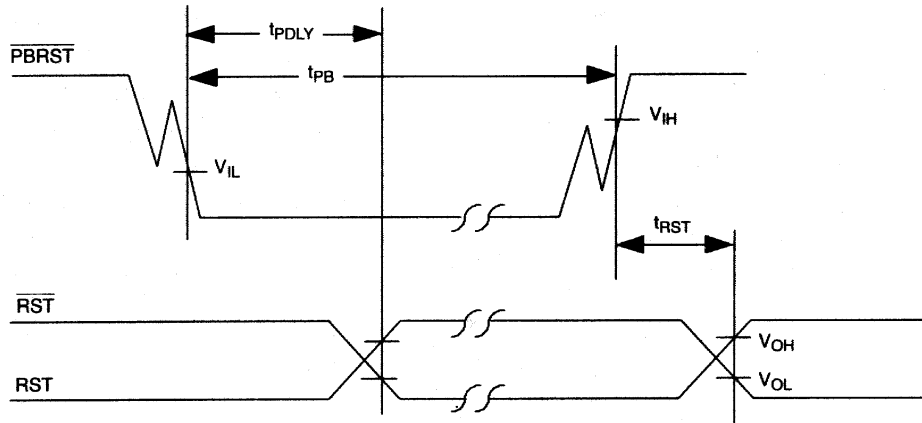 tPDLY
PBRST
tPB
VIH
VIL
tRST
RST
VOH
RST
VOL